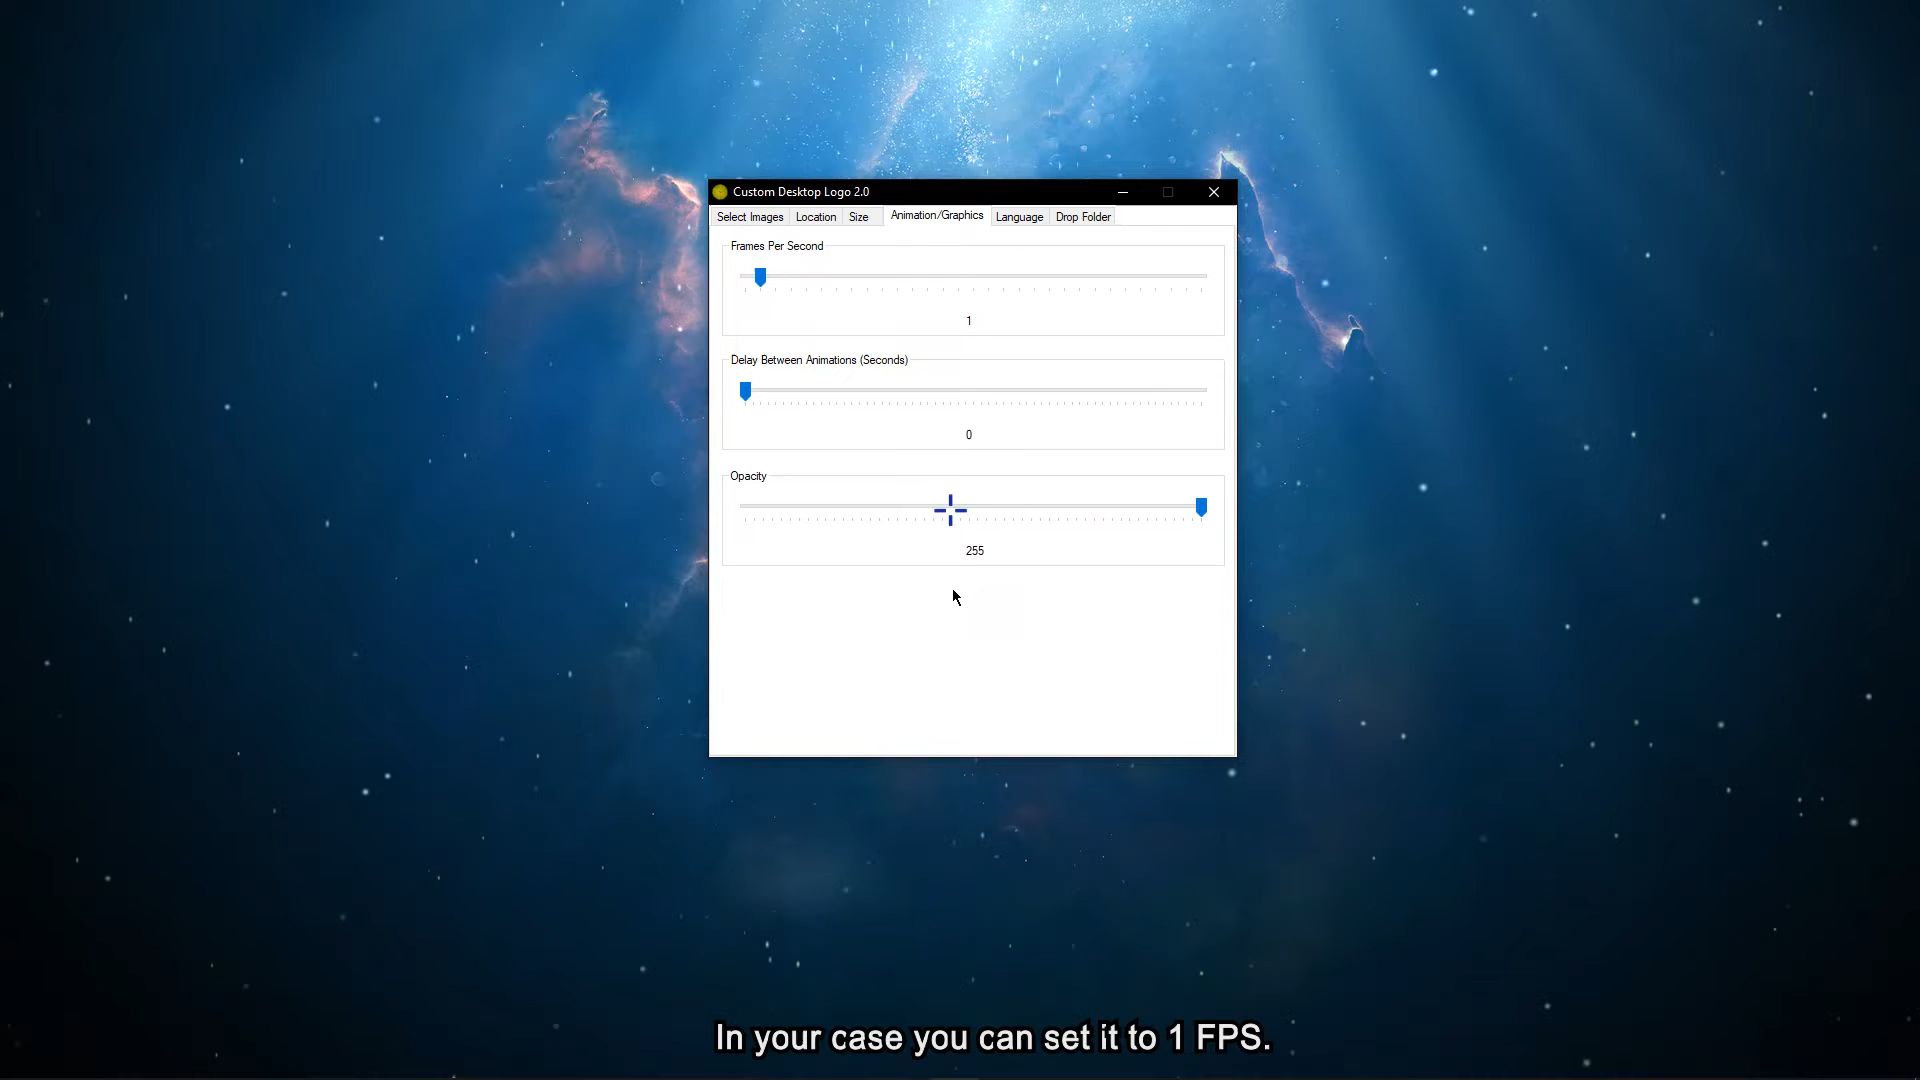 Custom Desktop Logo 2.0
Select Images Location Size Animation/Graphics Language Drop Folder
Frames Per Second
1
Delay Between Animations (Seconds)
0
Opacity
255
In your case you can set it to 1 FPS.